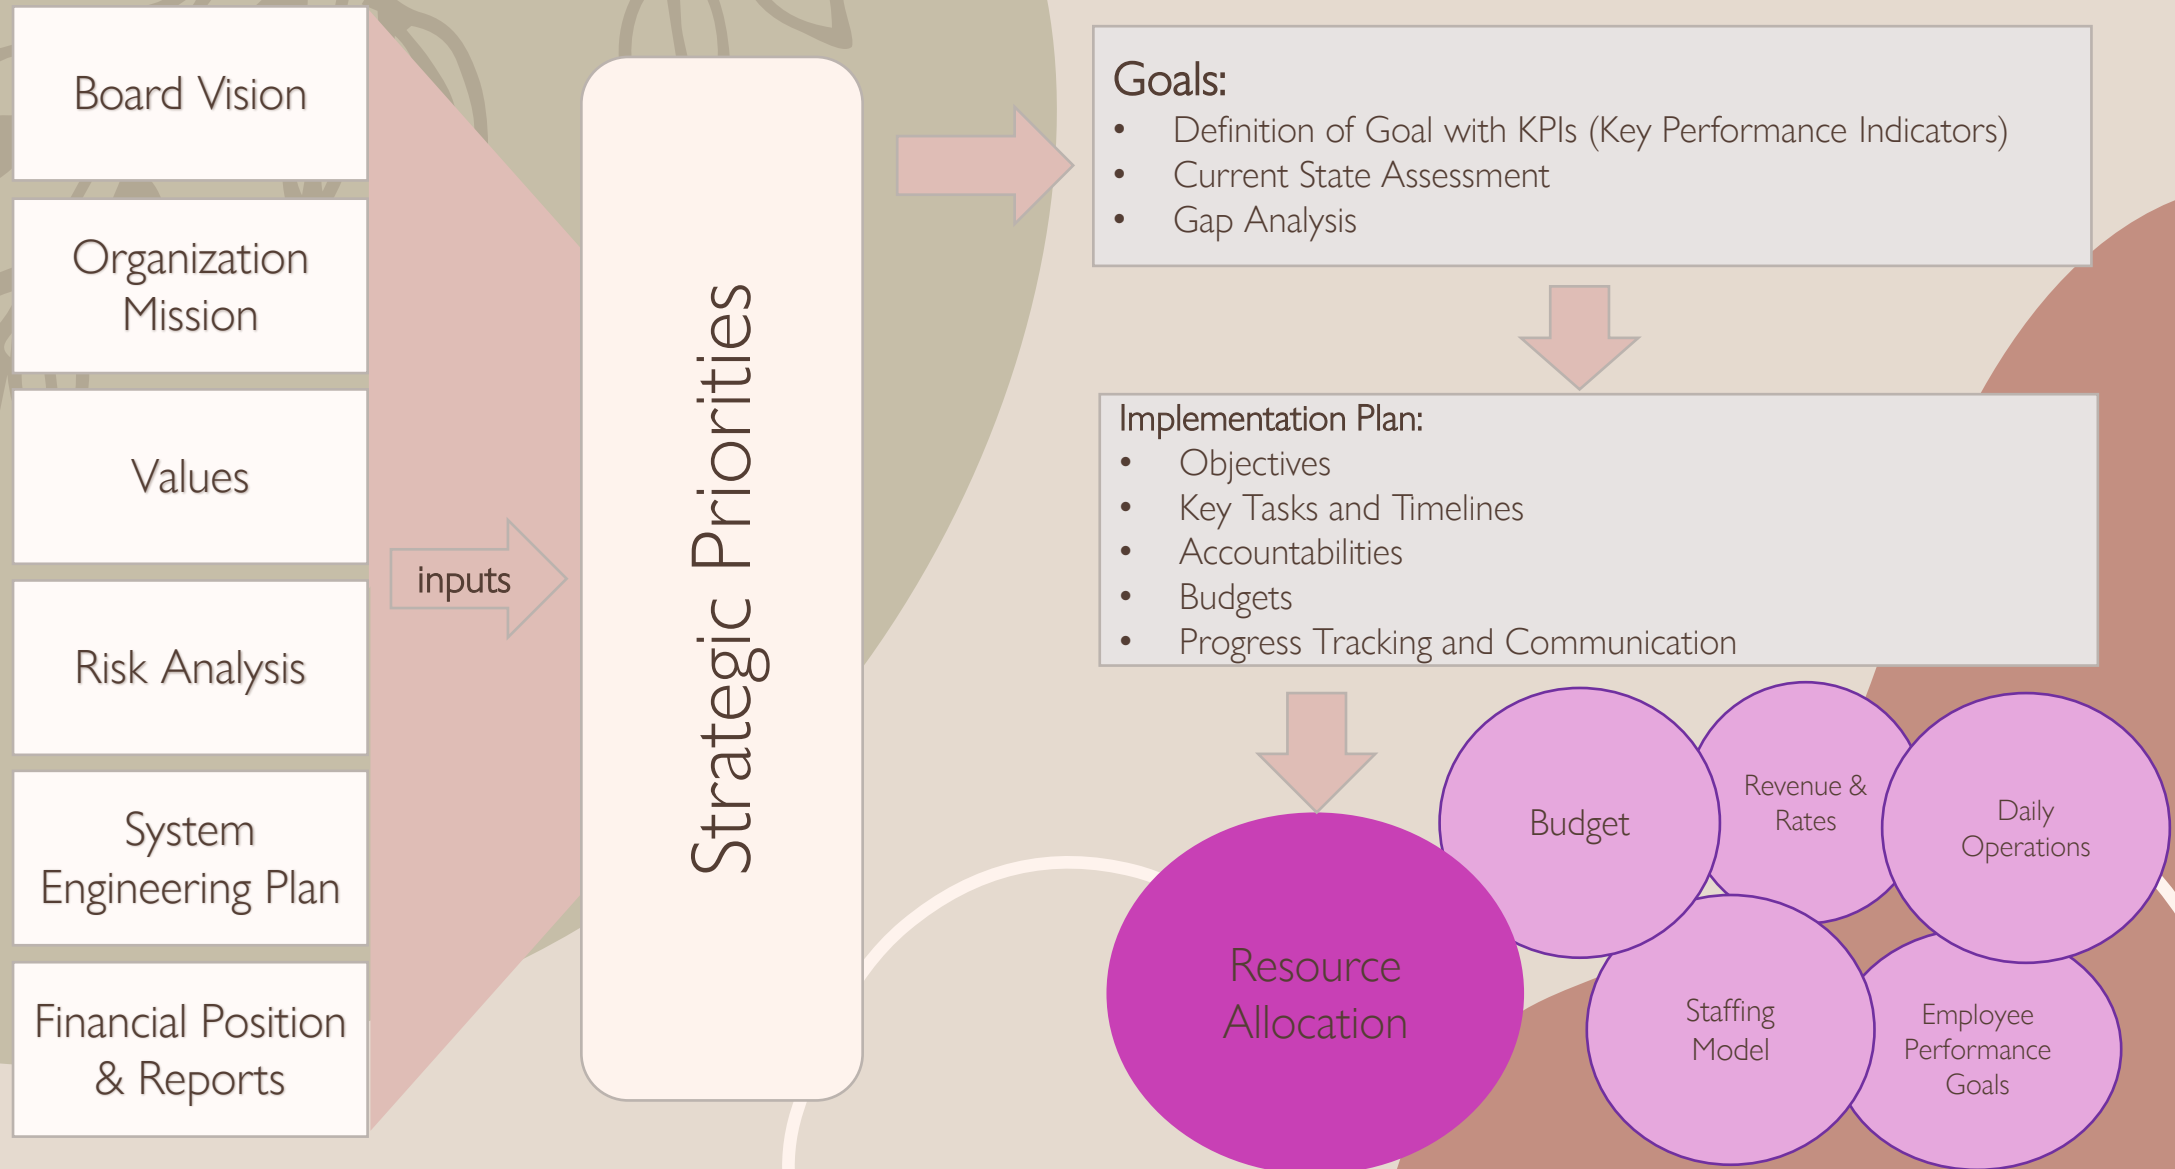 Board Vision
Organization
Mission
Values
Risk Analysis
System
Engineering Plan
Financial Position
& Reports
inputs
Strategic Priorities
Goals:
• Definition of Goal with KPIs (Key Performance Indicators)
• Current State Assessment
• Gap Analysis
Implementation Plan:
• Objectives
• Key Tasks and Timelines
• Accountabilities
• Budgets
• Progress Tracking and Communication
Resource
Allocation
Budget
Revenue &
Rates
Daily
Operations
Staffing
Model
Employee
Performance
Goals